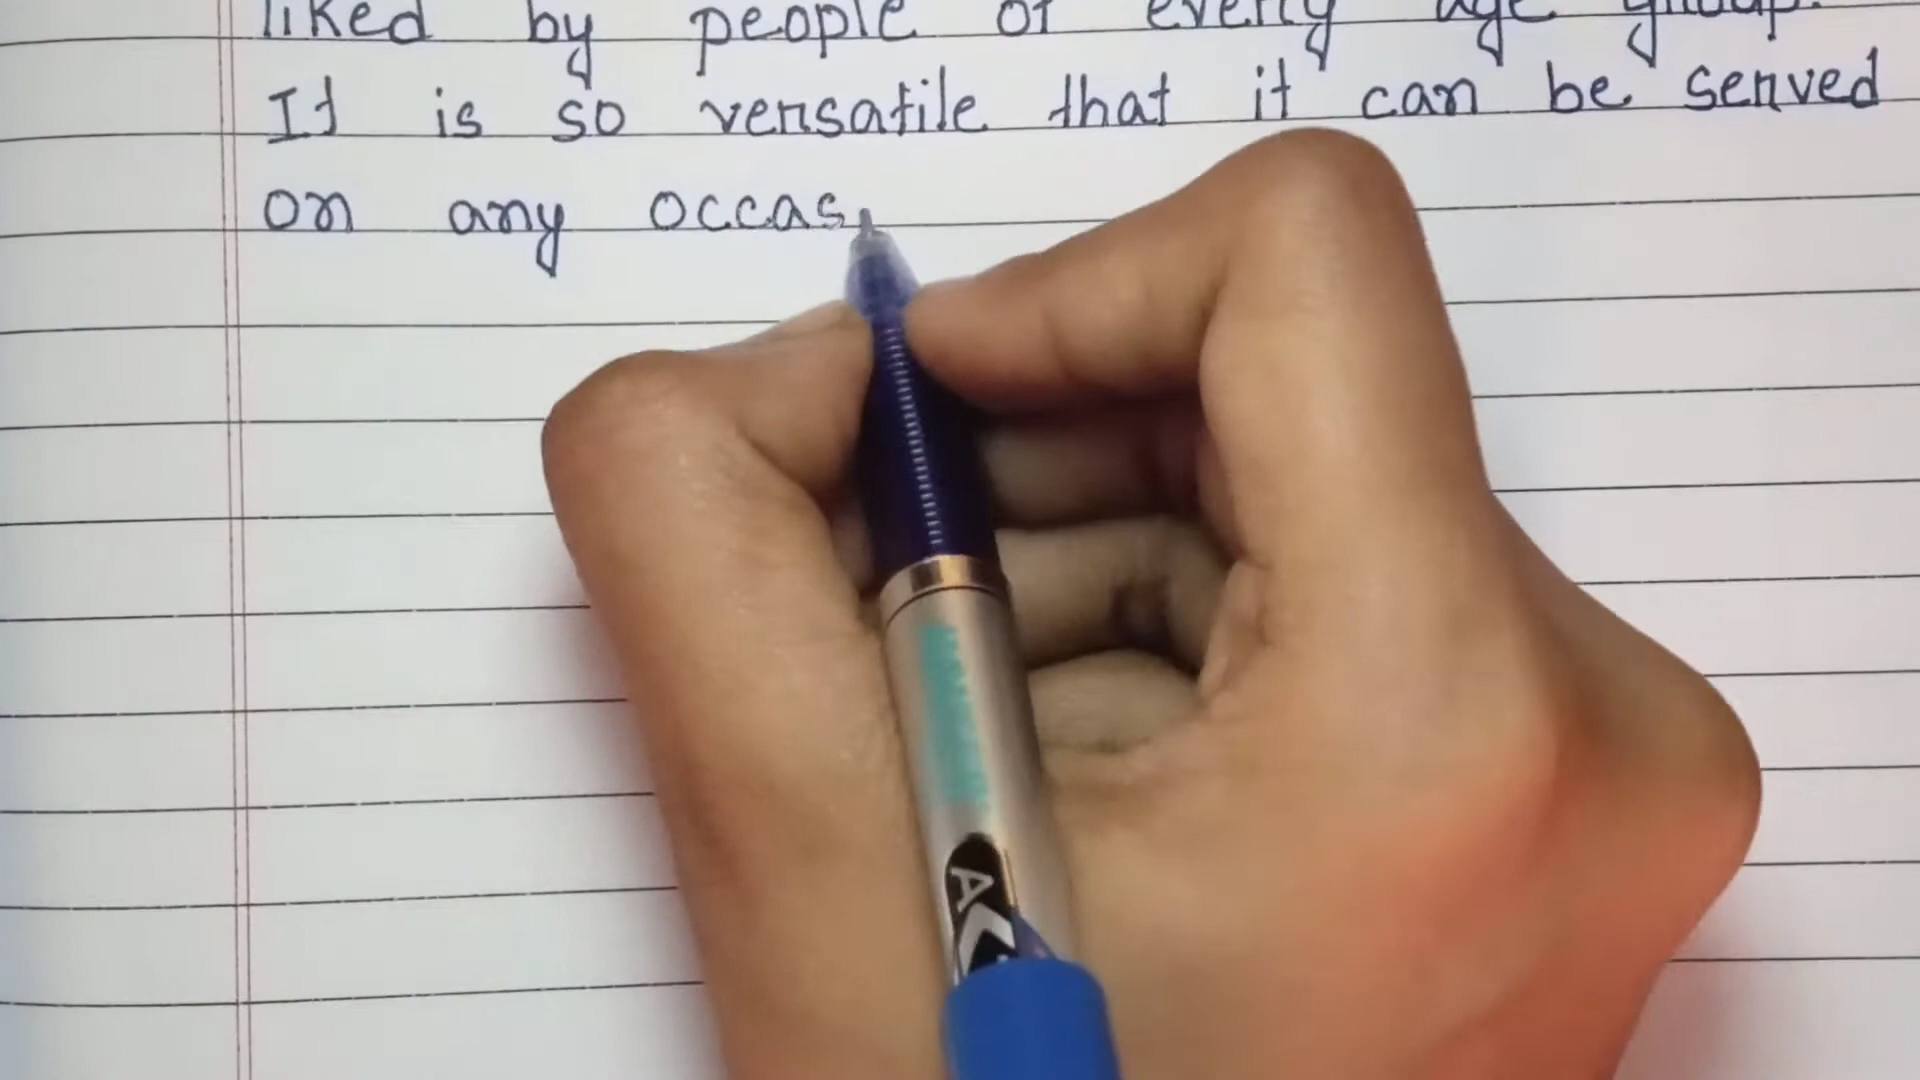 liked by people of every age group.
It is so versatile that it can be served
on any occas
A